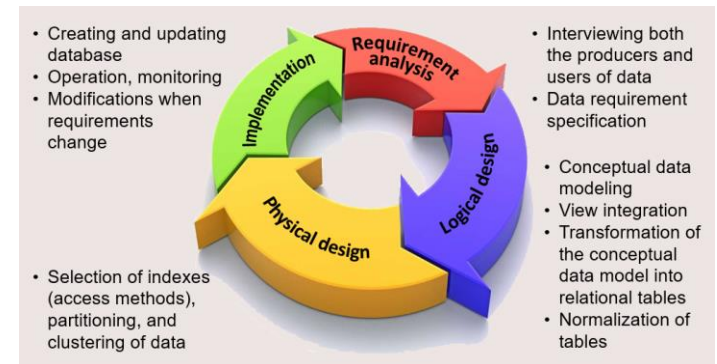 • Creating and updating
database
• Operation, monitoring
• Modifications when
requirements
change
Requirement
analysis
• Interviewing both
the producers and
users of data
• Data requirement
specification
Implementation
Logical design
• Conceptual data
modeling
• View integration
• Transformation of
the conceptual
data model into
relational tables
• Normalization of
tables
Physical design
• Selection of indexes
(access methods),
partitioning, and
clustering of data